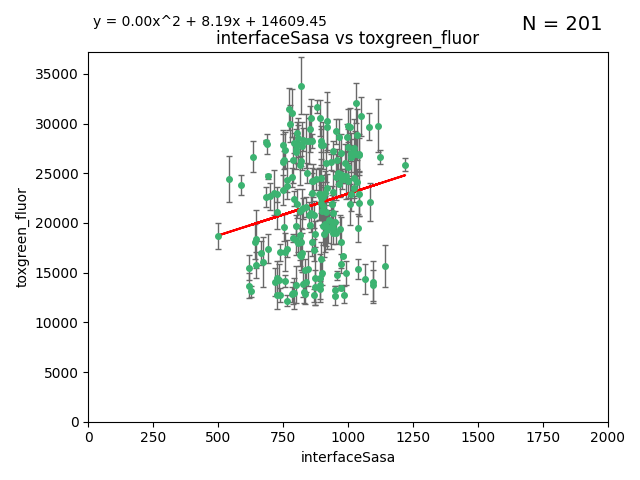 y = 0.00x^2 + 8.19x + 14609.45
N = 201
interfaceSasa vs toxgreen_fluor
35000
30000
25000
20000
15000
10000
5000
0
toxgreen_fluor
0 250 500 750 1000 1250 1500 1750 2000
interfaceSasa